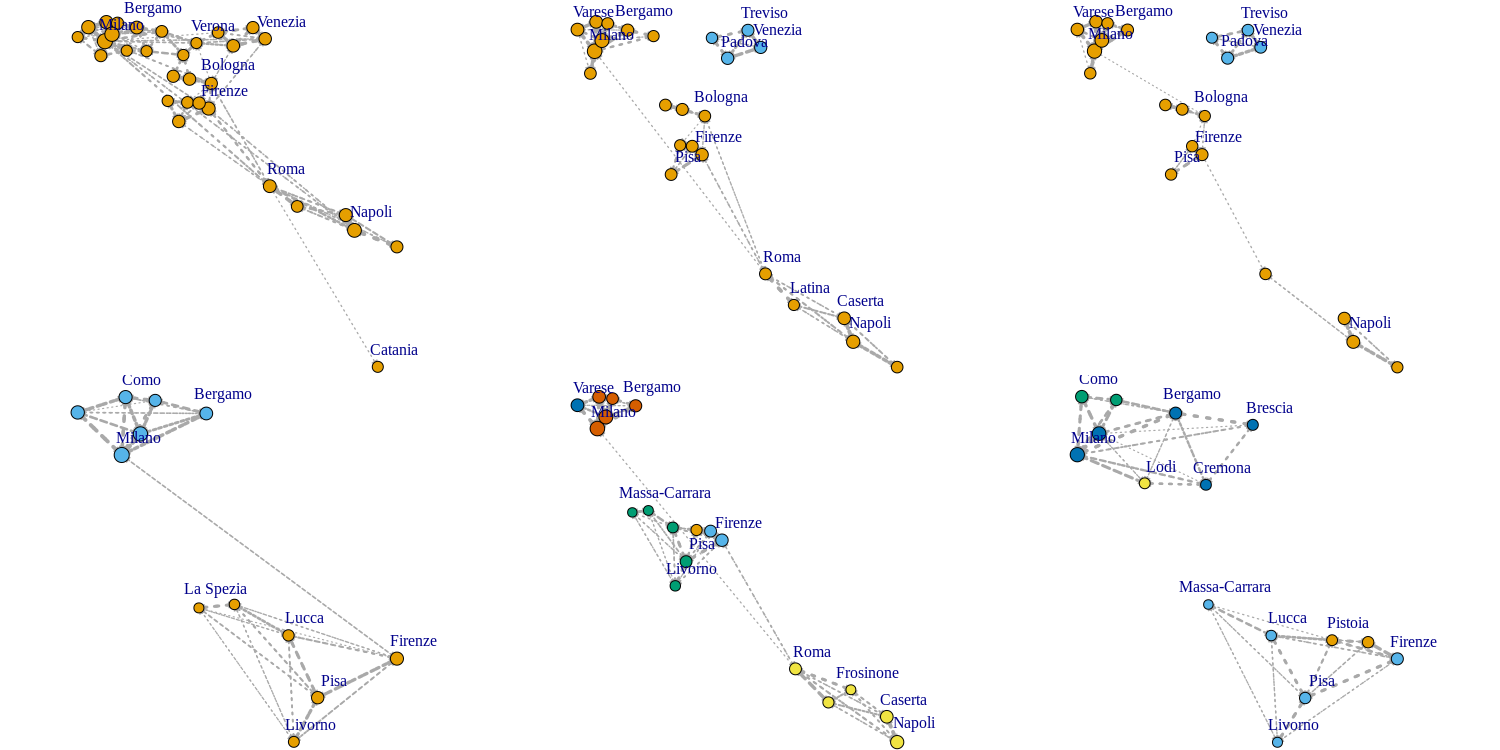 Bergamo
Milano
Verona
Venezia
Bologna
Firenze
Roma
Napoli
Catania
Varese
Bergamo
Milano
Treviso
Venezia
Padova
Bologna
Firenze
Pisa
Roma
Latina
Caserta
Napoli
Varese
Bergamo
Milano
Treviso
Venezia
Padova
Bologna
Firenze
Pisa
Napoli
Como
Bergamo
Milano
La Spezia
Lucca
Firenze
Pisa
Livorno
Varese
Bergamo
Milano
Massa-Carrara
Firenze
Pisa
Livorno
Roma
Frosinone
Caserta
Napoli
Como
Bergamo
Brescia
Milano
Lodi
Cremona
Massa-Carrara
Lucca
Pistoia
Firenze
Pisa
Livorno